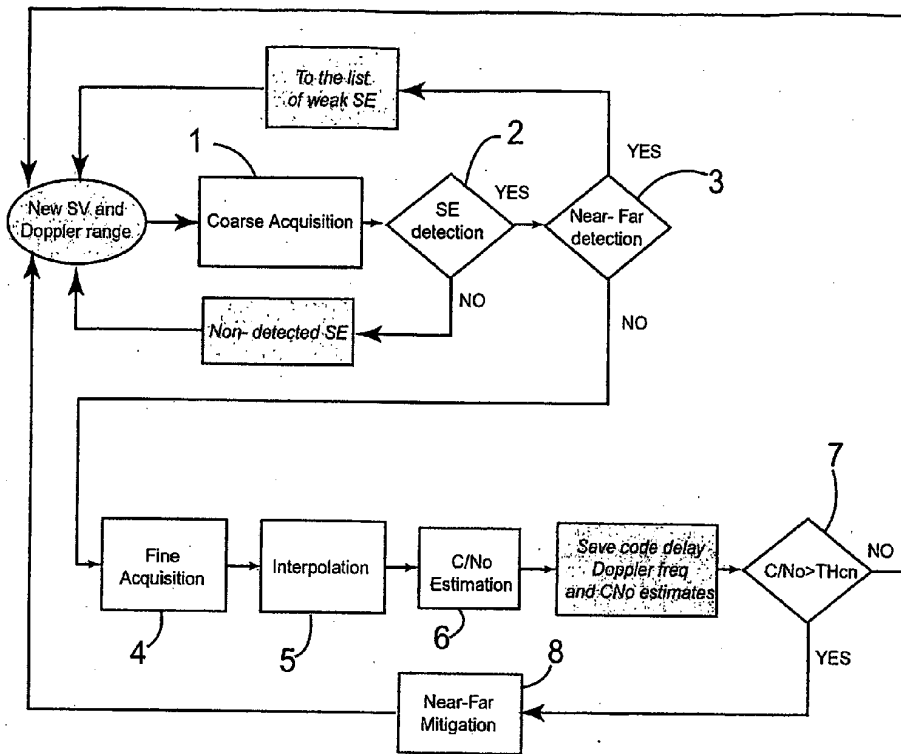 To the list
of weak SE
1
2
YES
YES
3
New SV and
Doppler range
Coarse Acquisition
SE
detection
Near- Far
detection
NO
NO
Non- detected SE
7
Fine
Acquisition
Interpolation
C/No
Estimation
Save code delay
Doppler freq
and CNo estimates
C/No>THcn
NO
4
5
6
8
YES
Near-Far
Mitigation